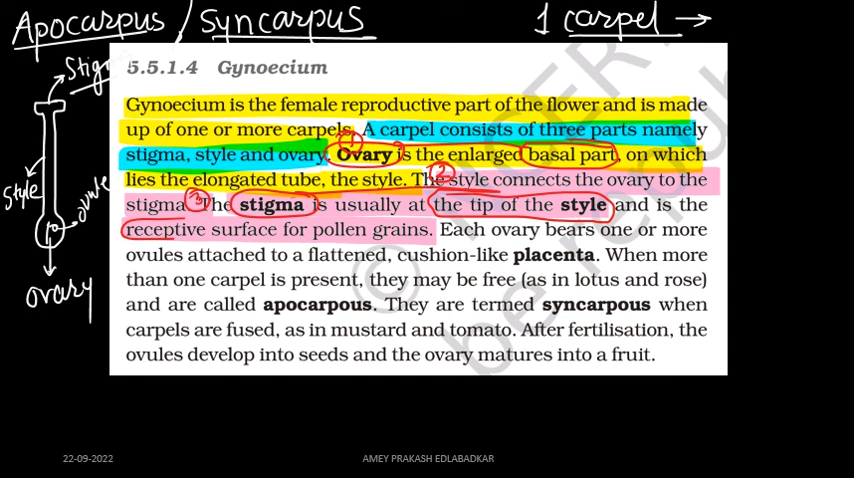 Apocarpus / Syncarpus
1 carpel →
Stigm
style
ovule
ovary
5.5.1.4 Gynoecium
Gynoecium is the female reproductive part of the flower and is made
up of one or more carpels. A carpel consists of three parts namely
stigma, style and ovary. Ovary is the enlarged basal part, on which
lies the elongated tube, the style. The style connects the ovary to the
stigma. The stigma is usually at the tip of the style and is the
receptive surface for pollen grains. Each ovary bears one or more
ovules attached to a flattened, cushion-like placenta. When more
than one carpel is present, they may be free (as in lotus and rose)
and are called apocarpous. They are termed syncarpous when
carpels are fused, as in mustard and tomato. After fertilisation, the
ovules develop into seeds and the ovary matures into a fruit.
1
2
3
22-09-2022
AMEY PRAKASH EDLABADKAR